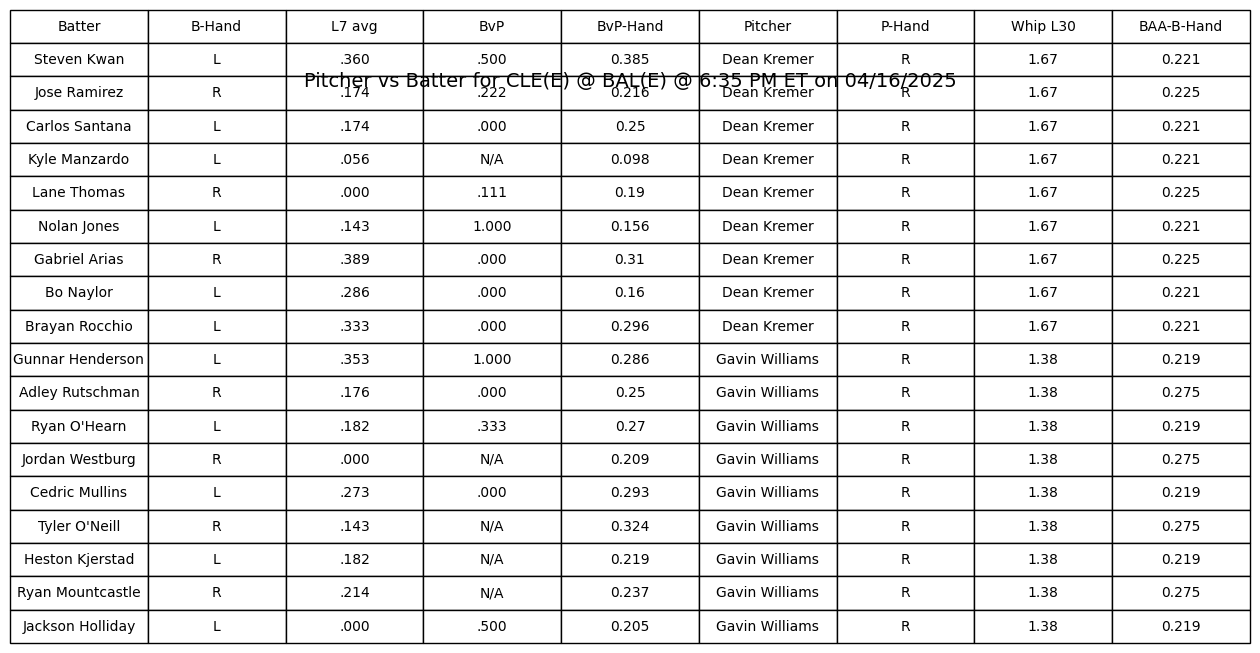 Batter B-Hand L7 avg BvP BvP-Hand Pitcher P-Hand Whip L30 BAA-B-Hand
Steven Kwan L .360 .500 0.385 Dean Kremer R 1.67 0.221
Pitcher vs Batter for CLE(E) @ BAL(E) @ 6:35 PM ET on 04/16/2025
Jose Ramirez R .174 .222 0.216 Dean Kremer R 1.67 0.225
Carlos Santana L .174 .000 0.25 Dean Kremer R 1.67 0.221
Kyle Manzardo L .056 N/A 0.098 Dean Kremer R 1.67 0.221
Lane Thomas R .000 .111 0.19 Dean Kremer R 1.67 0.225
Nolan Jones L .143 1.000 0.156 Dean Kremer R 1.67 0.221
Gabriel Arias R .389 .000 0.31 Dean Kremer R 1.67 0.225
Bo Naylor L .286 .000 0.16 Dean Kremer R 1.67 0.221
Brayan Rocchio L .333 .000 0.296 Dean Kremer R 1.67 0.221
Gunnar Henderson L .353 1.000 0.286 Gavin Williams R 1.38 0.219
Adley Rutschman R .176 .000 0.25 Gavin Williams R 1.38 0.275
Ryan O'Hearn L .182 .333 0.27 Gavin Williams R 1.38 0.219
Jordan Westburg R .000 N/A 0.209 Gavin Williams R 1.38 0.275
Cedric Mullins L .273 .000 0.293 Gavin Williams R 1.38 0.219
Tyler O'Neill R .143 N/A 0.324 Gavin Williams R 1.38 0.275
Heston Kjerstad L .182 N/A 0.219 Gavin Williams R 1.38 0.219
Ryan Mountcastle R .214 N/A 0.237 Gavin Williams R 1.38 0.275
Jackson Holliday L .000 .500 0.205 Gavin Williams R 1.38 0.219